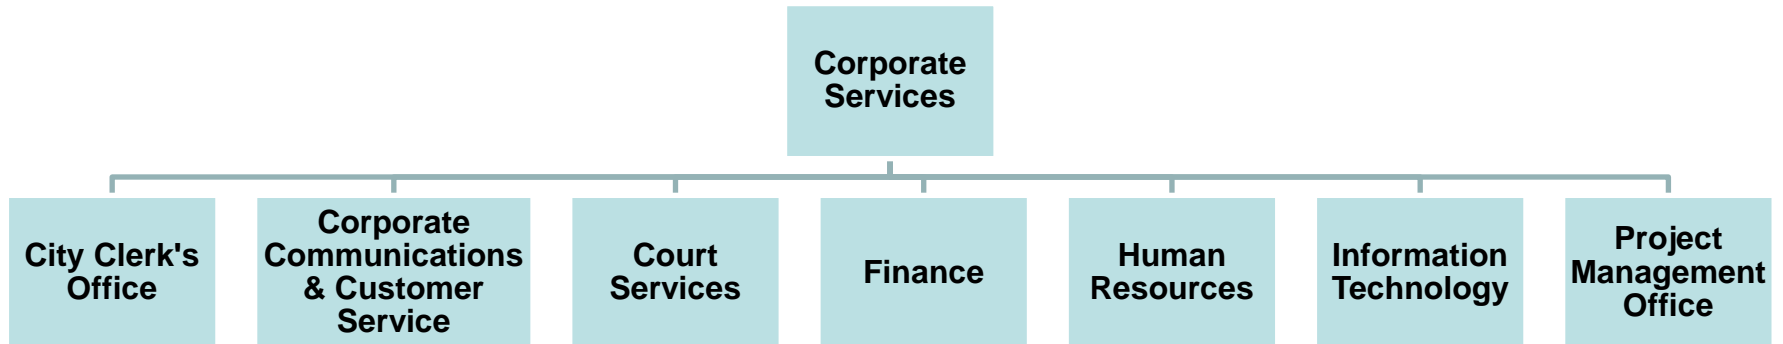 Corporate
Services
City Clerk's
Office
Corporate
Communications
& Customer
Service
Court
Services
Finance
Human
Resources
Information
Technology
Project
Management
Office